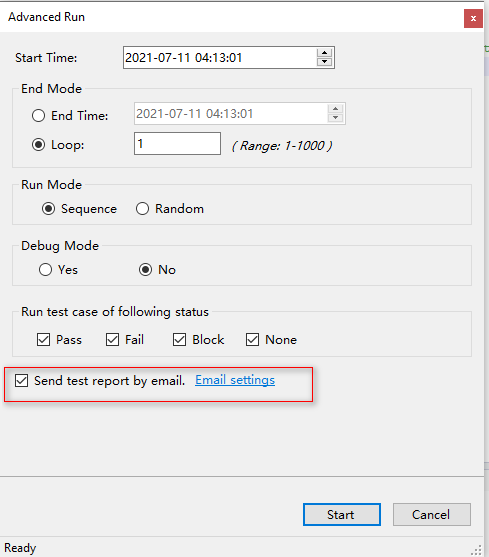 Advanced Run
x
Start Time: 2021-07-11 04:13:01
End Mode
End Time: 2021-07-11 04:13:01
Loop: 1 ( Range: 1-1000 )
Run Mode
Sequence Random
Debug Mode
Yes No
Run test case of following status
Pass Fail Block None
Send test report by email. Email settings
Start Cancel
Ready